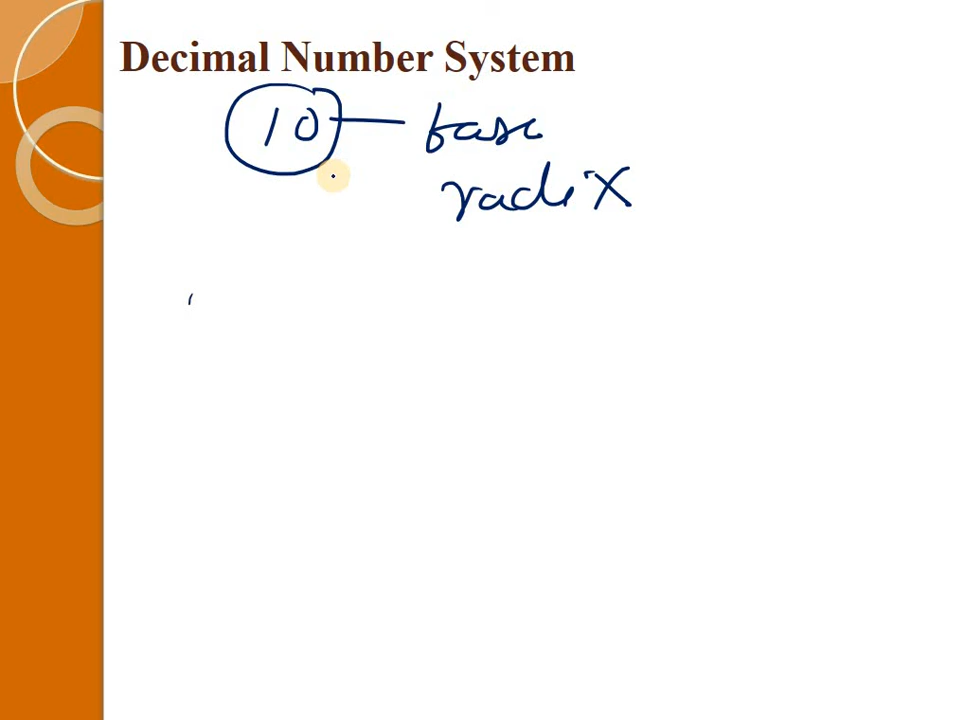 Decimal Number System
10 — base
radix